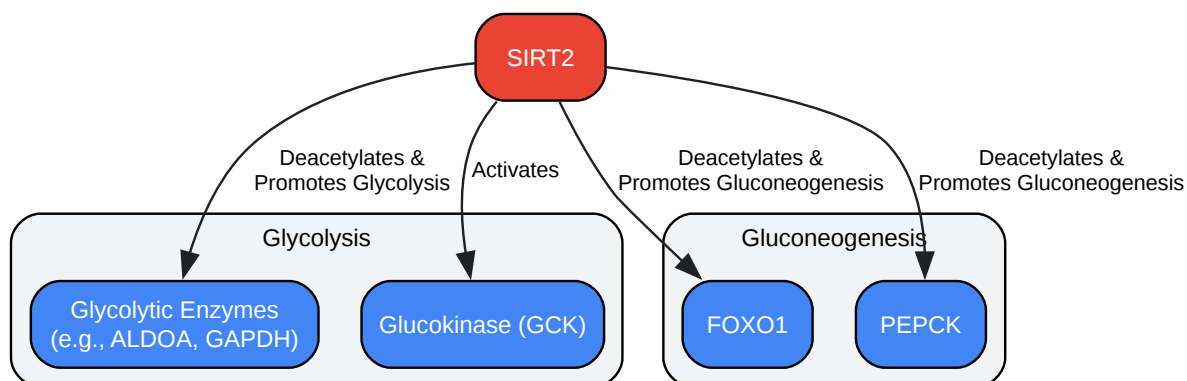 SIRT2
Deacetylates &
Promotes Glycolysis
Activates
Deacetylates &
Promotes Gluconeogenesis
Deacetylates &
Promotes Gluconeogenesis
Glycolysis
Gluconeogenesis
Glycolytic Enzymes
(e.g., ALDOA, GAPDH)
Glucokinase (GCK)
FOXO1
PEPCK